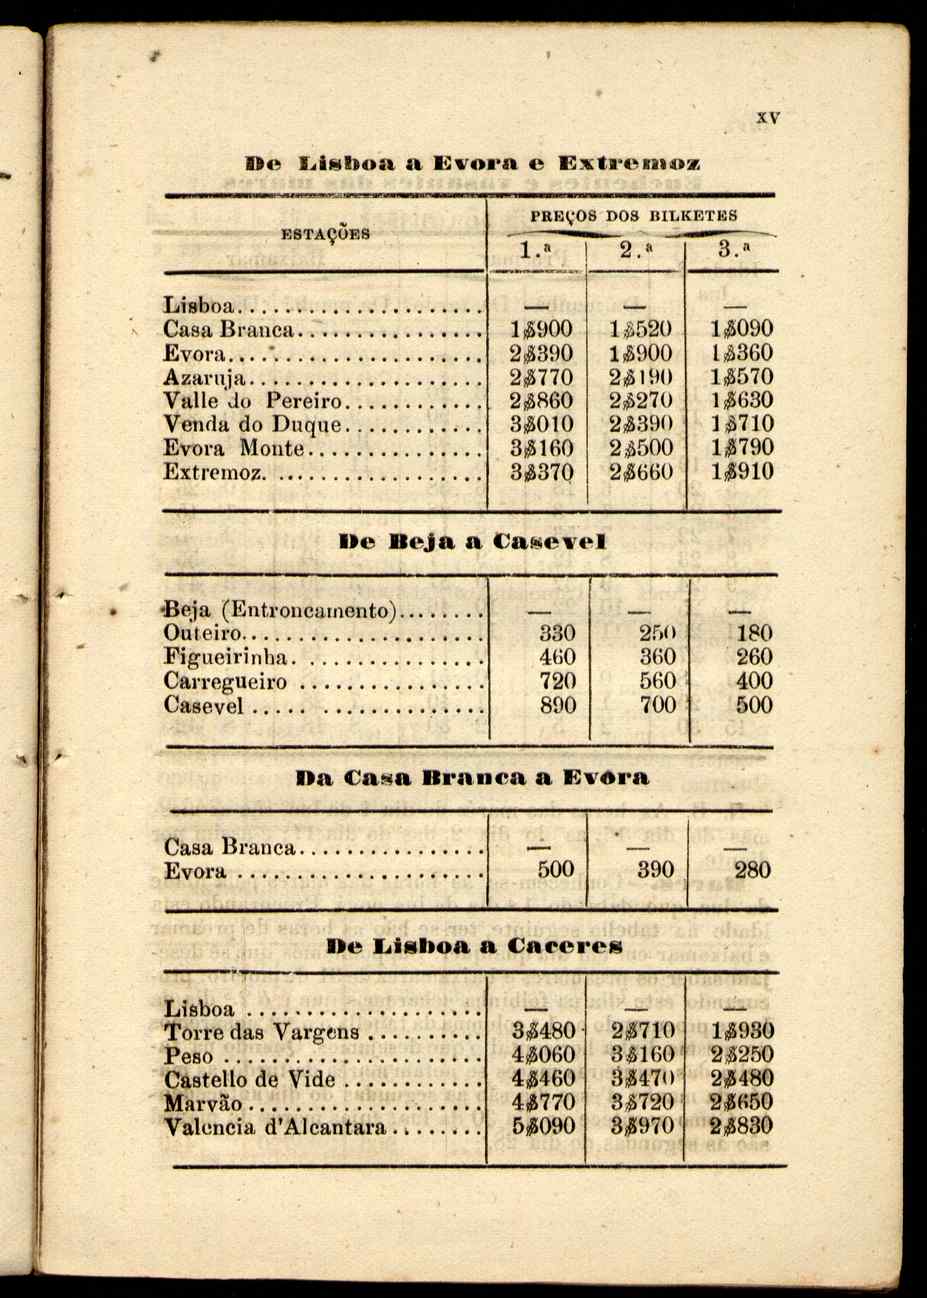 XV
De Lisboa a Evora e Extremoz
ESTAÇÕES PREÇOS DOS BILKETES
1.ª 2.ª 3.ª
Lisboa...................... — — —
Casa Branca................ 1$900 1$520 1$090
Evora...................... 2$390 1$900 1$360
Azaruja.................... 2$770 2$190 1$570
Valle do Pereiro............ 2$860 2$270 1$630
Venda do Duque............ 3$010 2$390 1$710
Evora Monte............... 3$160 2$500 1$790
Extremoz. ................. 3$370 2$660 1$910
De Beja a Casevel
Beja (Entroncamento)........ — — —
Outeiro..................... 330 250 180
Figueirinha. ................ 460 360 260
Carregueiro ................ 720 560 400
Casevel ..... .............. 890 700 500
Da Casa Branca a Evora
Casa Branca................ — — —
Evora ..................... 500 390 280
De Lisboa a Caceres
Lisboa .................... — — —
Torre das Vargens .......... 3$480 2$710 1$930
Peso ...................... 4$060 3$160 2$250
Castello de Vide ............ 4$460 3$470 2$480
Marvão .................... 4$770 3$720 2$650
Valencia d'Alcantara ........ 5$090 3$970 2$830